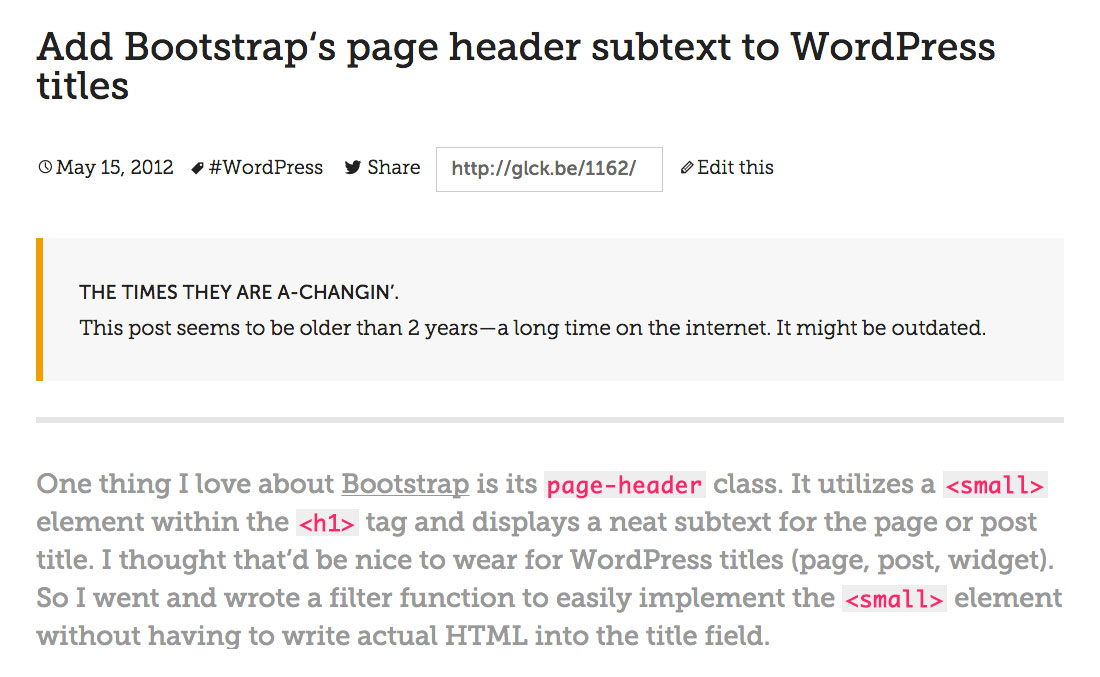 Add Bootstrap‘s page header subtext to WordPress
titles
May 15, 2012 #WordPress Share http://glck.be/1162/ Edit this
THE TIMES THEY ARE A-CHANGIN’.
This post seems to be older than 2 years—a long time on the internet. It might be outdated.
One thing I love about Bootstrap is its page-header class. It utilizes a <small>
element within the <h1> tag and displays a neat subtext for the page or post
title. I thought that‘d be nice to wear for WordPress titles (page, post, widget).
So I went and wrote a filter function to easily implement the <small> element
without having to write actual HTML into the title field.